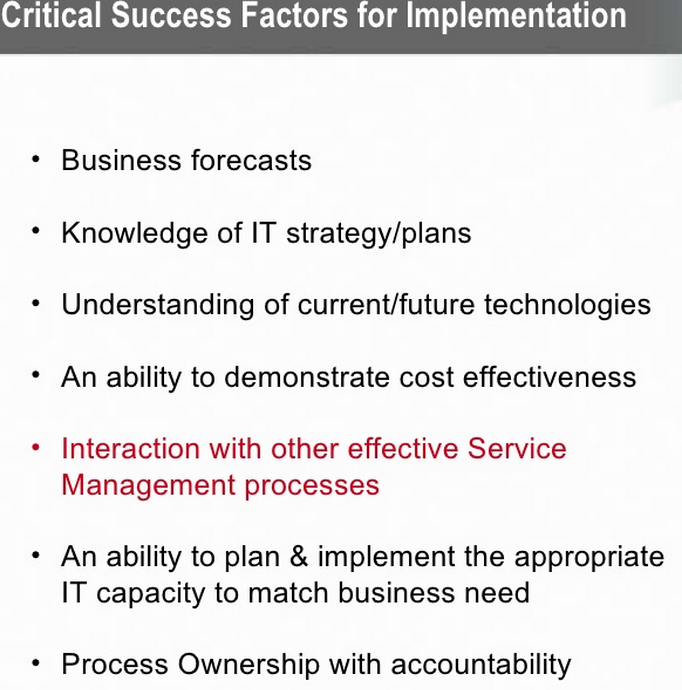 Critical Success Factors for Implementation
• Business forecasts
• Knowledge of IT strategy/plans
• Understanding of current/future technologies
• An ability to demonstrate cost effectiveness
• Interaction with other effective Service
Management processes
• An ability to plan & implement the appropriate
IT capacity to match business need
• Process Ownership with accountability